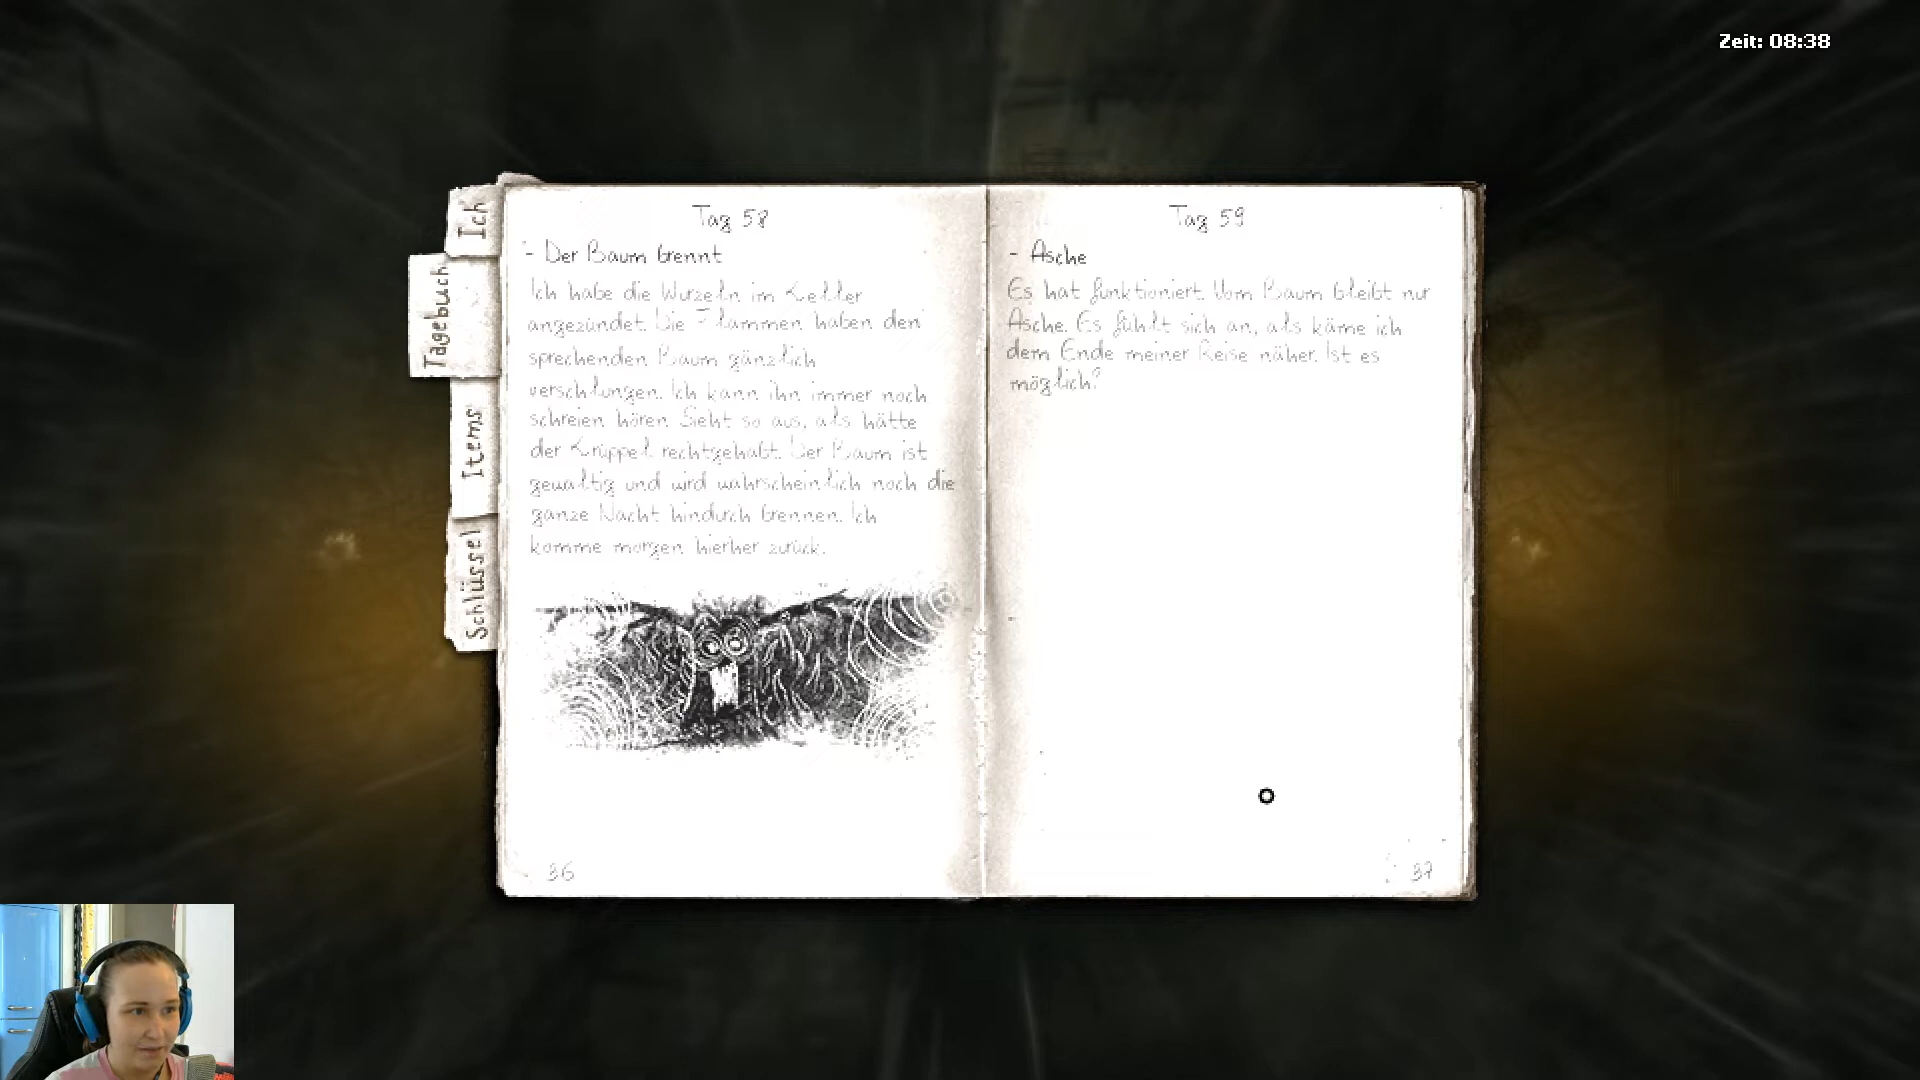 Zeit: 08:38
Ich
Tagebuch
Items
Schlüssel
Tag 58
- Der Baum brennt
Ich habe die Wurzeln im Keller
angezündet. Die Flammen haben den
sprechenden Baum gänzlich
verschlungen. Ich kann ihn immer noch
schreien hören. Sieht so aus, als hätte
der Krüppel rechtgehabt. Der Baum ist
gewaltig und wird wahrscheinlich noch die
ganze Nacht hindurch brennen. Ich
komme morgen hierher zurück.
36
Tag 59
- Asche
Es hat funktioniert. Vom Baum bleibt nur
Asche. Es fühlt sich an, als käme ich
dem Ende meiner Reise näher. Ist es
möglich?
37